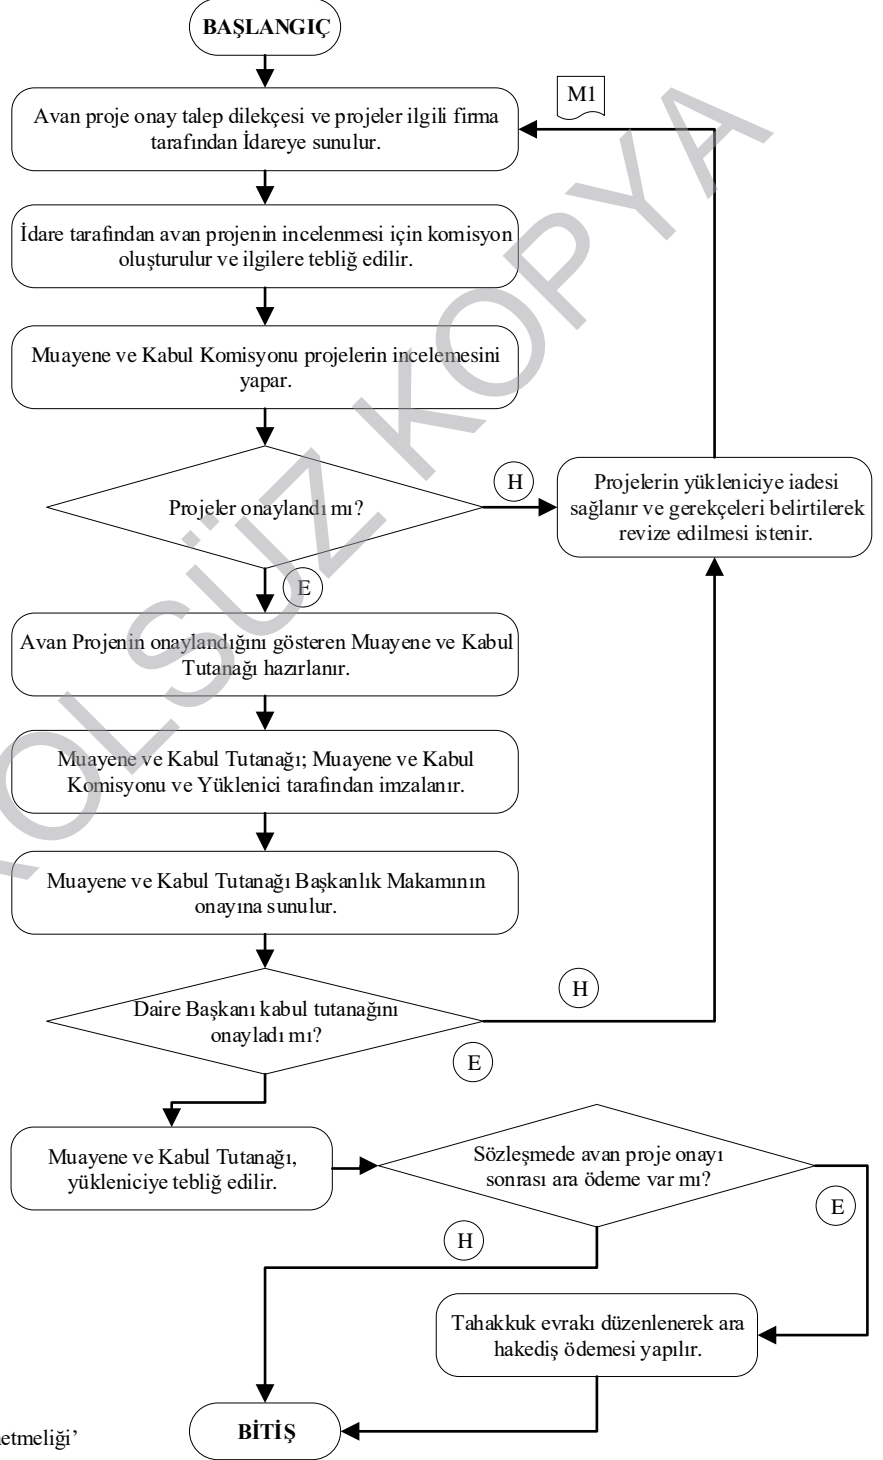 BAŞLANGIÇ
M1
Avan proje onay talep dilekçesi ve projeler ilgili firma
tarafından İdareye sunulur.
İdare tarafından avan projenin incelenmesi için komisyon
oluşturulur ve ilgilere tebliğ edilir.
Muayene ve Kabul Komisyonu projelerin incelemesini
yapar.
Projeler onaylandı mı?
H
Projelerin yükleniciye iadesi
sağlanır ve gerekçeleri belirtilerek
revize edilmesi istenir.
E
Avan Projenin onaylandığını gösteren Muayene ve Kabul
Tutanağı hazırlanır.
Muayene ve Kabul Tutanağı; Muayene ve Kabul
Komisyonu ve Yüklenici tarafından imzalanır.
Muayene ve Kabul Tutanağı Başkanlık Makamının
onayına sunulur.
Daire Başkanı kabul tutanağını
onayladı mı?
H
E
Muayene ve Kabul Tutanağı,
yükleniciye tebliğ edilir.
Sözleşmede avan proje onayı
sonrası ara ödeme var mı?
E
H
Tahakkuk evrakı düzenlenerek ara
hakediş ödemesi yapılır.
BİTİŞ
etmeliği’
OLSÜZ KOPYA